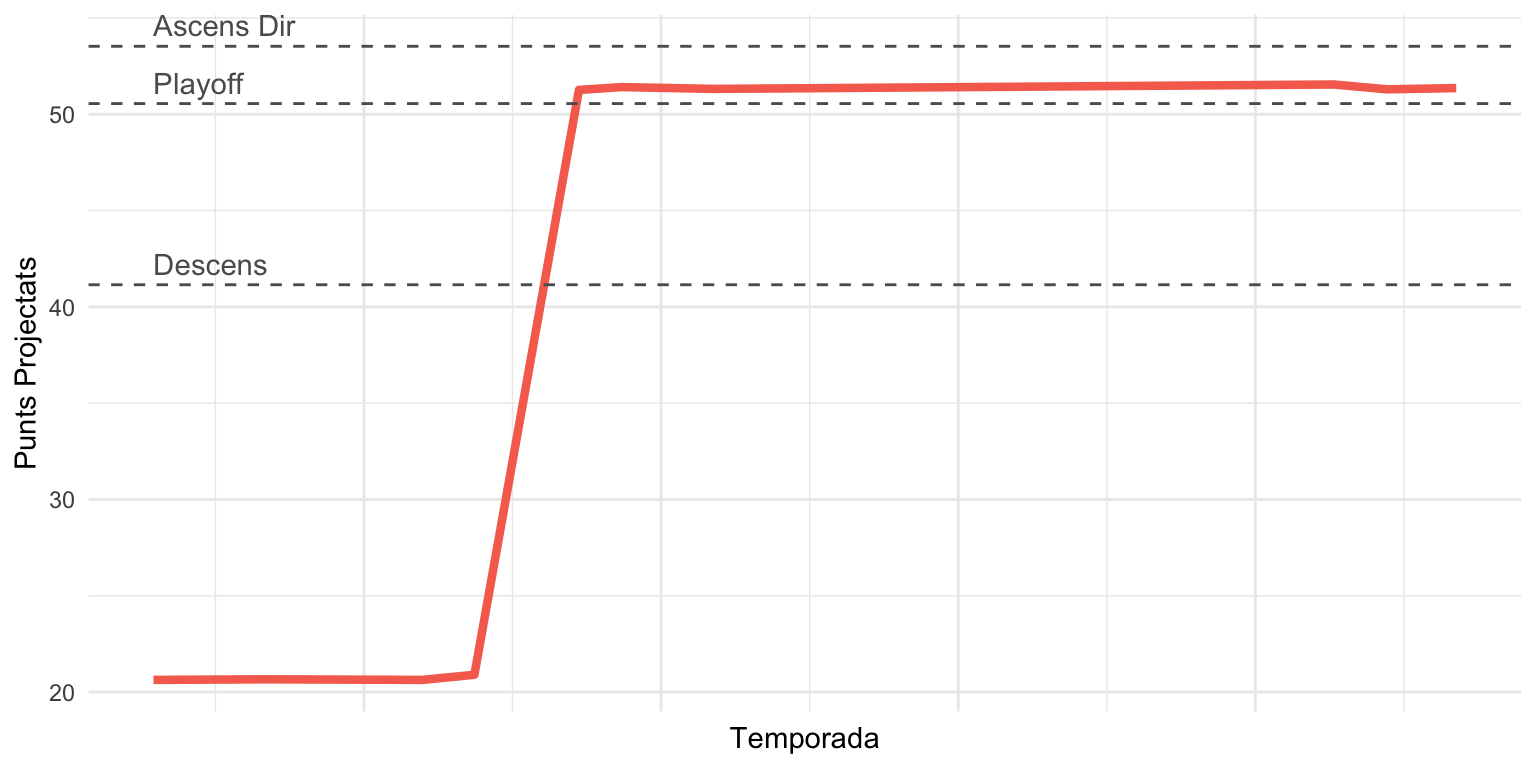 Ascens Dir
Playoff
50
Descens
40
Punts Projectats
30
20
Temporada